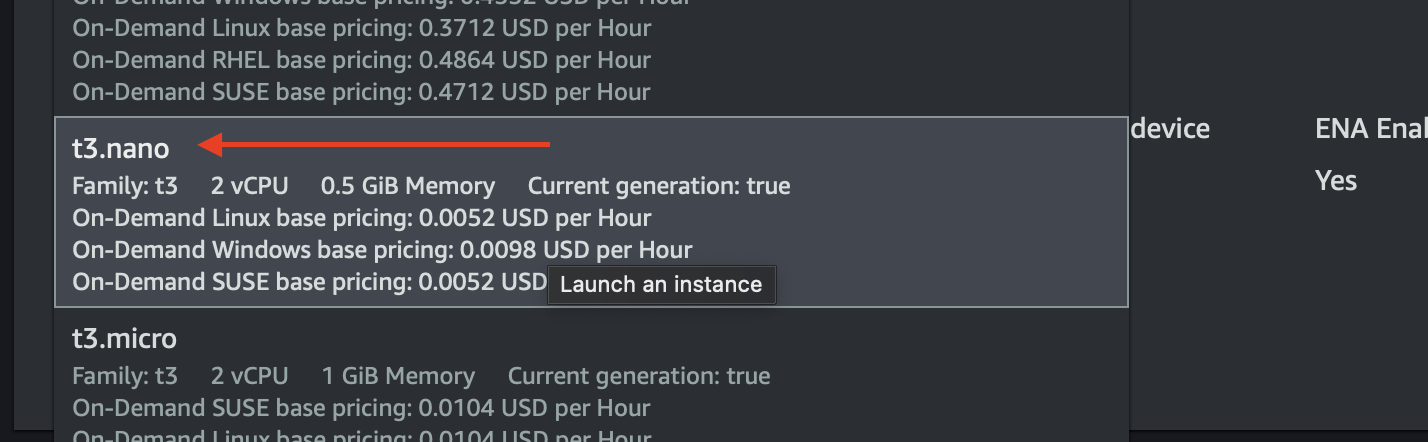 On-Demand Windows base pricing: 0.4352 USD per Hour
On-Demand Linux base pricing: 0.3712 USD per Hour
On-Demand RHEL base pricing: 0.4864 USD per Hour
On-Demand SUSE base pricing: 0.4712 USD per Hour
t3.nano
Family: t3 2 vCPU 0.5 GiB Memory Current generation: true
On-Demand Linux base pricing: 0.0052 USD per Hour
On-Demand Windows base pricing: 0.0098 USD per Hour
On-Demand SUSE base pricing: 0.0052 USD
Launch an instance
t3.micro
Family: t3 2 vCPU 1 GiB Memory Current generation: true
On-Demand SUSE base pricing: 0.0104 USD per Hour
On-Demand Linux base pricing: 0.0104 USD per Hour
device
ENA Enal
Yes